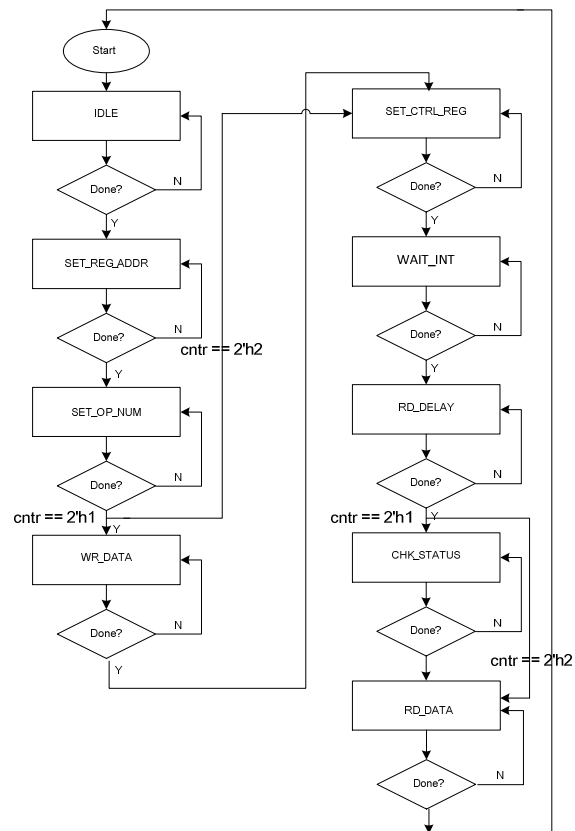 Start
IDLE
Done?
N
Y
SET_REG_ADDR
Done?
N
cntr == 2'h2
Y
SET_OP_NUM
Done?
N
cntr == 2'h1
Y
WR_DATA
Done?
N
Y
SET_CTRL_REG
Done?
N
Y
WAIT_INT
Done?
N
Y
RD_DELAY
Done?
N
cntr == 2'h1
Y
CHK_STATUS
Done?
N
cntr == 2'h2
RD_DATA
Done?
N